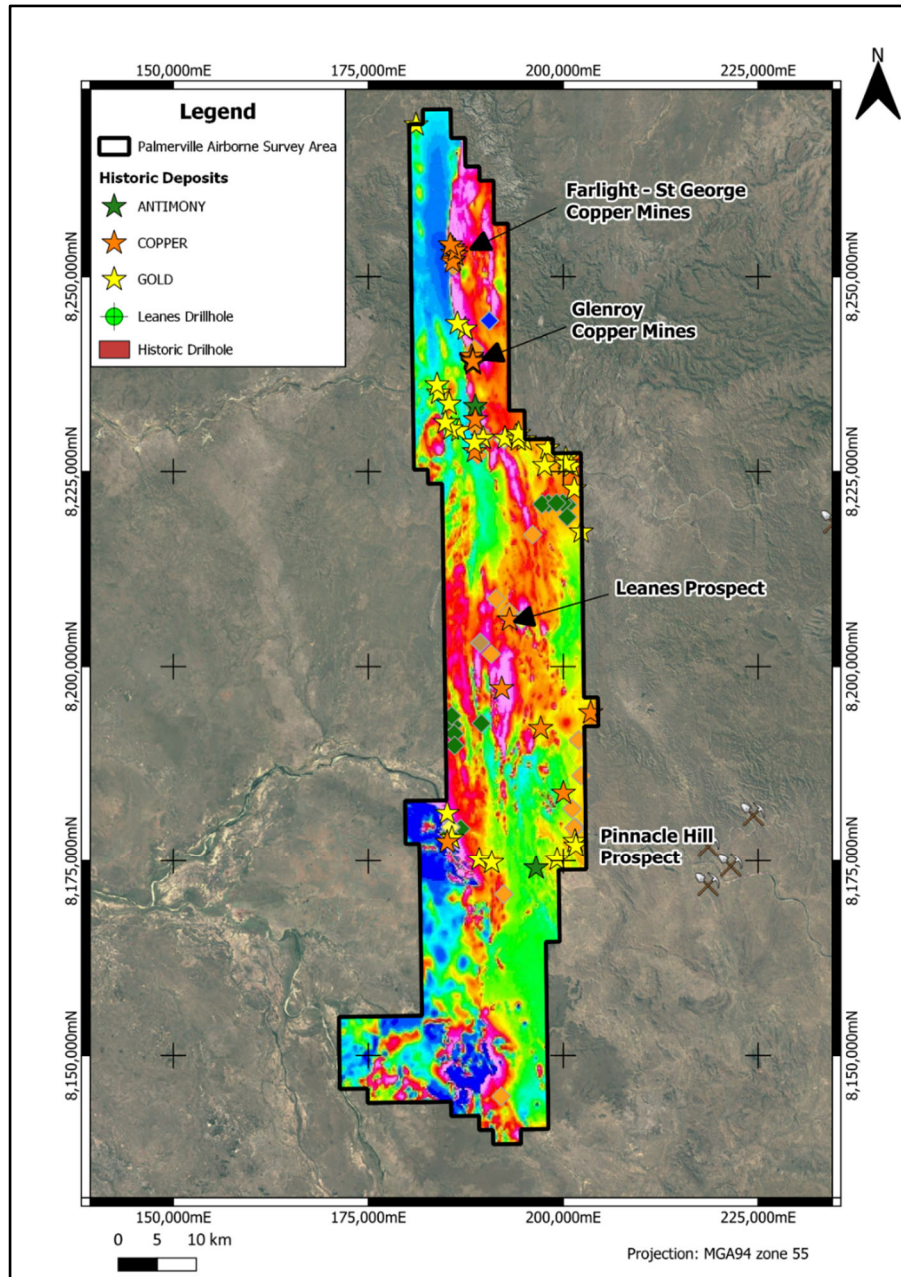 N
150,000mE
175,000mE
200,000mE
225,000mE
Legend
Palmerville Airborne Survey Area
Historic Deposits
ANTIMONY
COPPER
GOLD
Leanes Drillhole
Historic Drilhole
Farlight - St George
Copper Mines
Glenroy
Copper Mines
Leanes Prospect
Pinnacle Hill
Prospect
8,250,000mN
8,225,000mN
8,200,000mN
8,175,000mN
8,150,000mN
8,250,000mN
8,225,000mN
8,200,000mN
8,175,000mN
8,150,000mN
150,000mE
175,000mE
200,000mE
225,000mE
0 5 10 km
Projection: MGA94 zone 55